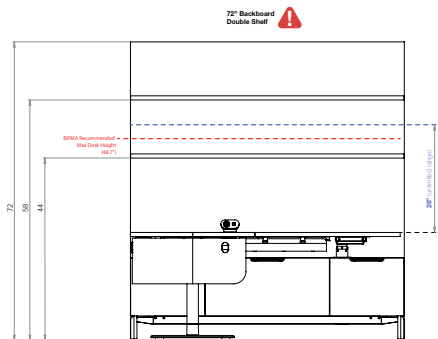 72" Backboard
Double Shelf
BIFMA Recommended
Max Desk Height
(48.7")
72
58
44
26" (unlimited range)